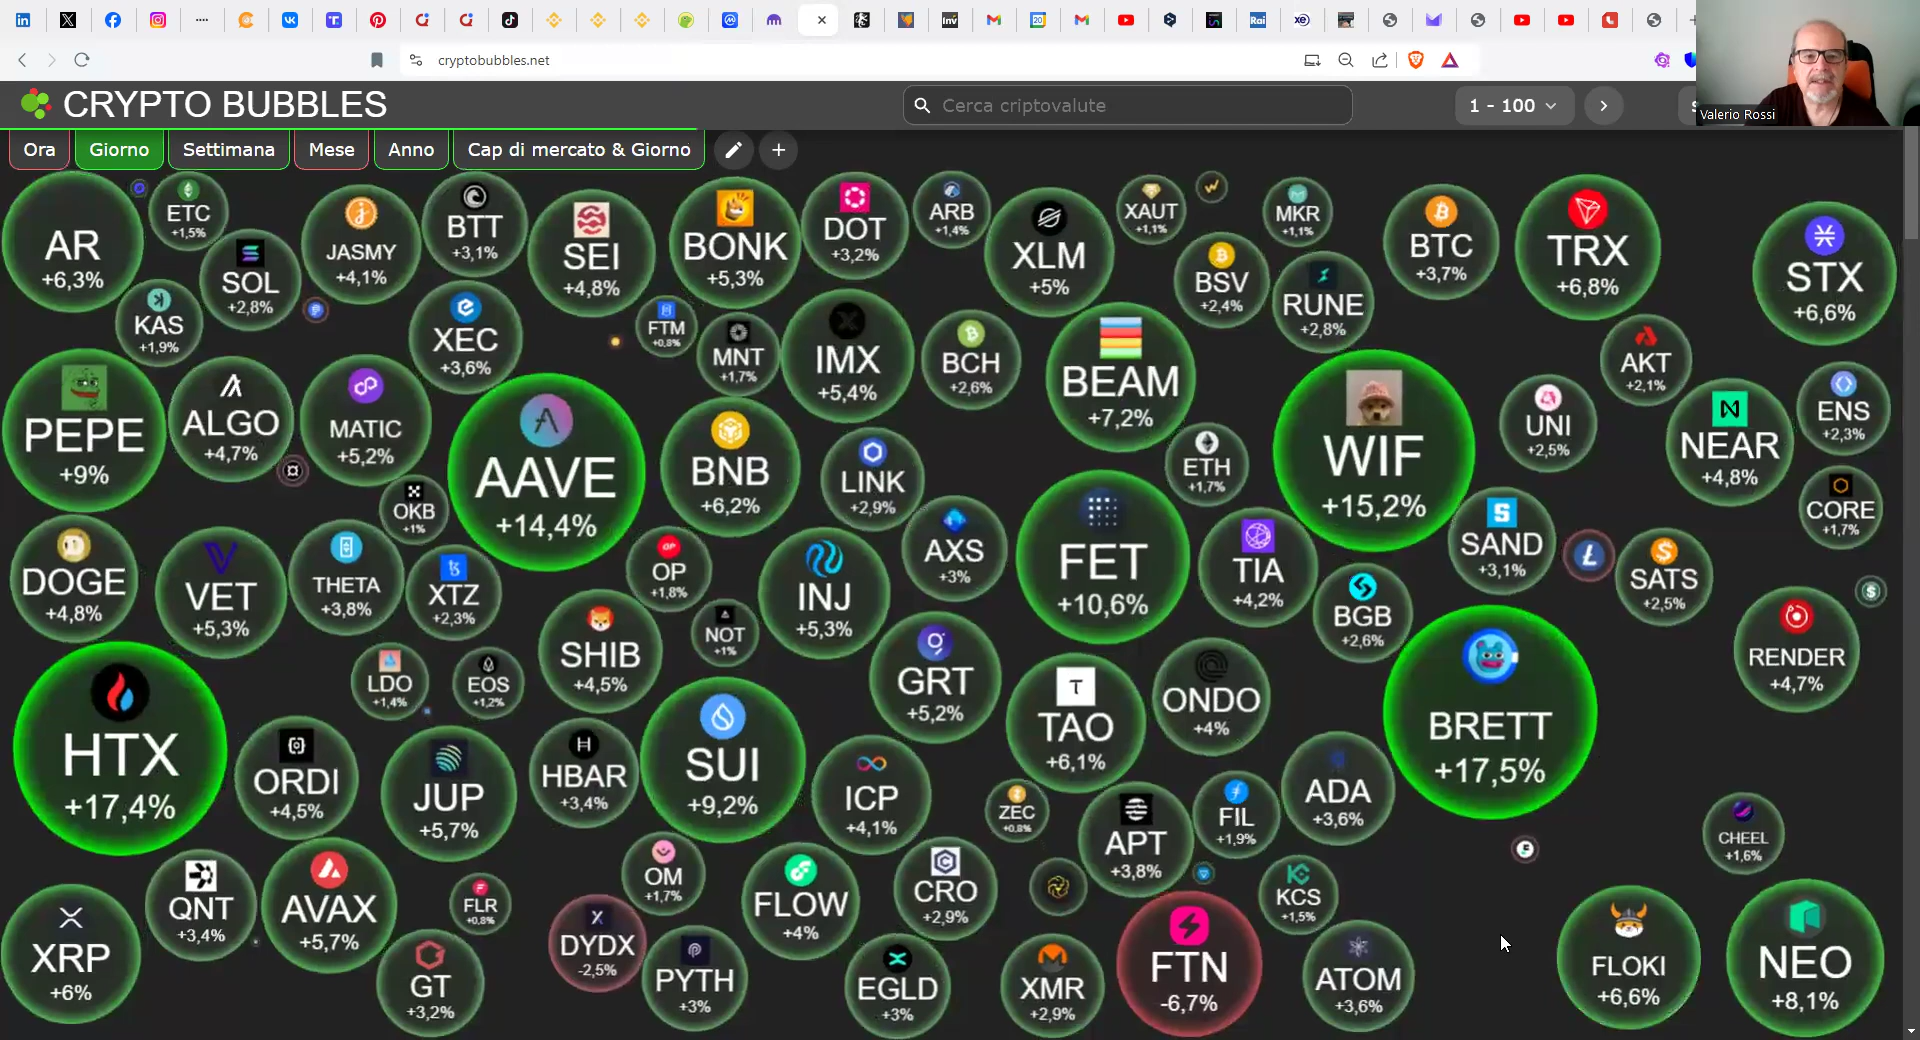 cryptobubbles.net
CRYPTO BUBBLES
Cerca criptovalute
1 - 100
Valerio Rossi
Ora
Giorno
Settimana
Mese
Anno
Cap di mercato & Giorno
AR
+6,3%
ETC
+1,5%
SOL
+2,8%
JASMY
+4,1%
BTT
+3,1%
SEI
+4,8%
BONK
+5,3%
DOT
+3,2%
ARB
+1,4%
XLM
+5%
XAUT
+1,1%
BSV
+2,4%
MKR
+1,1%
RUNE
+2,8%
BTC
+3,7%
TRX
+6,8%
STX
+6,6%
KAS
+1,9%
XEC
+3,6%
FTM
+0,8%
MNT
+1,7%
IMX
+5,4%
BCH
+2,6%
BEAM
+7,2%
AKT
+2,1%
PEPE
+9%
ALGO
+4,7%
MATIC
+5,2%
AAVE
+14,4%
BNB
+6,2%
LINK
+2,9%
ETH
+1,7%
WIF
+15,2%
UNI
+2,5%
NEAR
+4,8%
ENS
+2,3%
OKB
+1%
CORE
+1,7%
DOGE
+4,8%
VET
+5,3%
THETA
+3,8%
XTZ
+2,3%
OP
+1,8%
INJ
+5,3%
AXS
+3%
FET
+10,6%
TIA
+4,2%
BGB
+2,6%
SAND
+3,1%
SATS
+2,5%
RENDER
+4,7%
NOT
+1%
SHIB
+4,5%
LDO
+1,4%
EOS
+1,2%
GRT
+5,2%
TAO
+6,1%
ONDO
+4%
BRETT
+17,5%
HTX
+17,4%
ORDI
+4,5%
JUP
+5,7%
HBAR
+3,4%
SUI
+9,2%
ICP
+4,1%
ZEC
+0,8%
APT
+3,8%
FIL
+1,9%
ADA
+3,6%
CHEEL
+1,6%
XRP
+6%
QNT
+3,4%
AVAX
+5,7%
FLR
+0,8%
GT
+3,2%
DYDX
-2,5%
OM
+1,7%
PYTH
+3%
FLOW
+4%
CRO
+2,9%
EGLD
+3%
XMR
+2,9%
FTN
-6,7%
KCS
+1,5%
ATOM
+3,6%
FLOKI
+6,6%
NEO
+8,1%